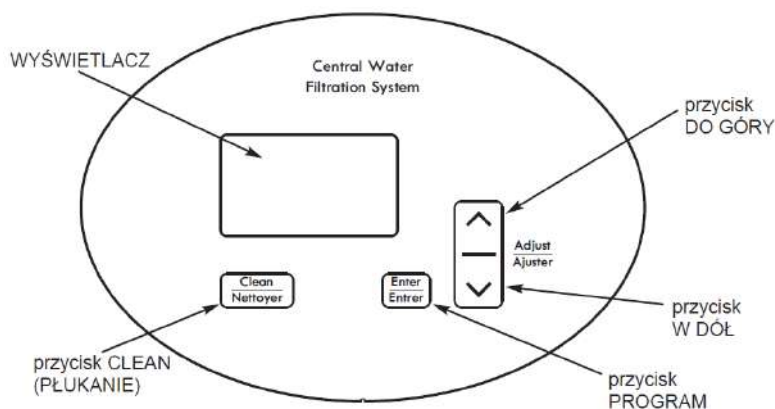 WYŚWIETLACZ
Central Water
Filtration System
przycisk
DO GÓRY
Adjust
Ajuster
Clean
Nettoyer
Enter
Entrer
przycisk
W DÓŁ
przycisk CLEAN
(PŁUKANIE)
przycisk
PROGRAM